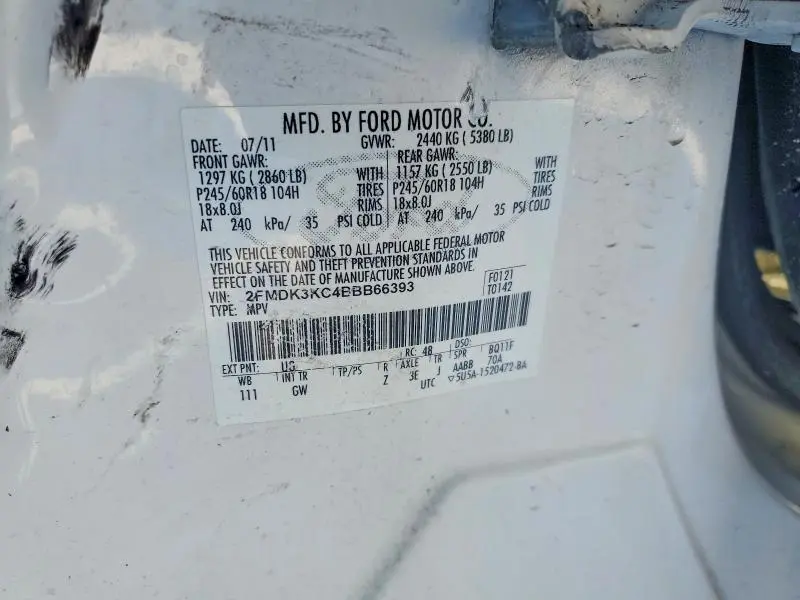 MFD. BY FORD MOTOR CO.
DATE: 07/11 GVWR: 2440 KG ( 5380 LB)
FRONT GAWR: REAR GAWR:
1297 KG ( 2860 LB) WITH 1157 KG ( 2550 LB) WITH
P245/60R18 104H TIRES P245/60R18 104H TIRES
18x8.0J RIMS 18x8.0J RIMS
AT 240 kPa/ 35 PSI COLD AT 240 kPa/ 35 PSI COLD
THIS VEHICLE CONFORMS TO ALL APPLICABLE FEDERAL MOTOR
VEHICLE SAFETY AND THEFT PREVENTION STANDARDS IN
EFFECT ON THE DATE OF MANUFACTURE SHOWN ABOVE.
VIN: 2FMDK3KC4BBB66393 F0121
TYPE: MPV T0142
EXT PNT: UG RC: 48 DSO: BQ11F
WB INT TR TP/PS R AXLE TR SPR 70A
111 GW Z 3E J AABB
UTC ▽5U5A-1520472-BA